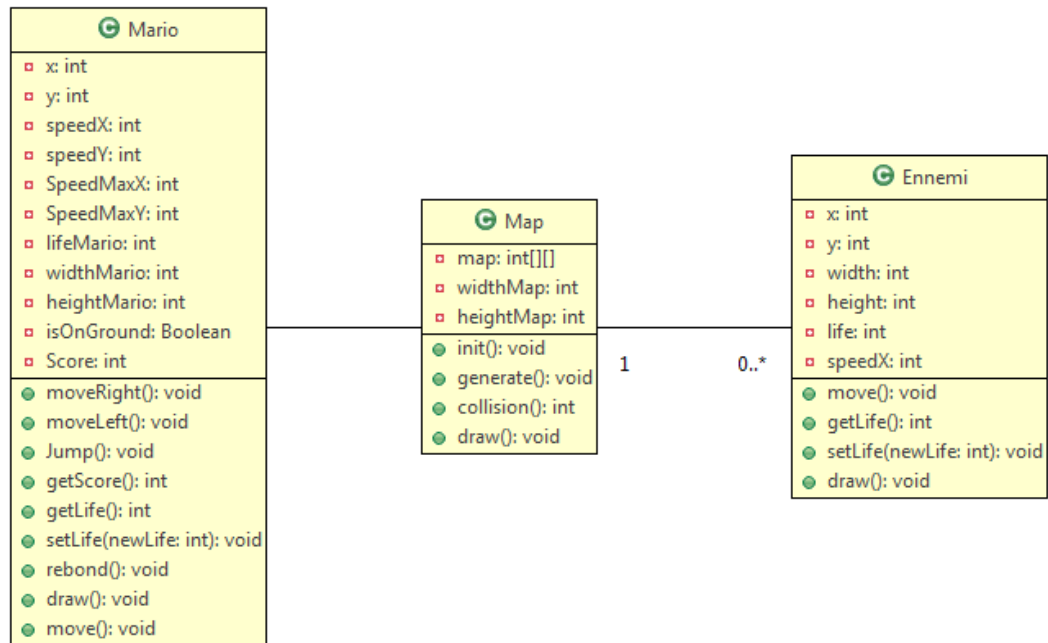 C Mario
x: int
y: int
speedX: int
speedY: int
SpeedMaxX: int
SpeedMaxY: int
lifeMario: int
widthMario: int
heightMario: int
isOnGround: Boolean
Score: int
moveRight(): void
moveLeft(): void
Jump(): void
getScore(): int
getLife(): int
setLife(newLife: int): void
rebond(): void
draw(): void
move(): void
C Map
map: int[][]
widthMap: int
heightMap: int
init(): void
generate(): void
collision(): int
draw(): void
1
0..*
C Ennemi
x: int
y: int
width: int
height: int
life: int
speedX: int
move(): void
getLife(): int
setLife(newLife: int): void
draw(): void